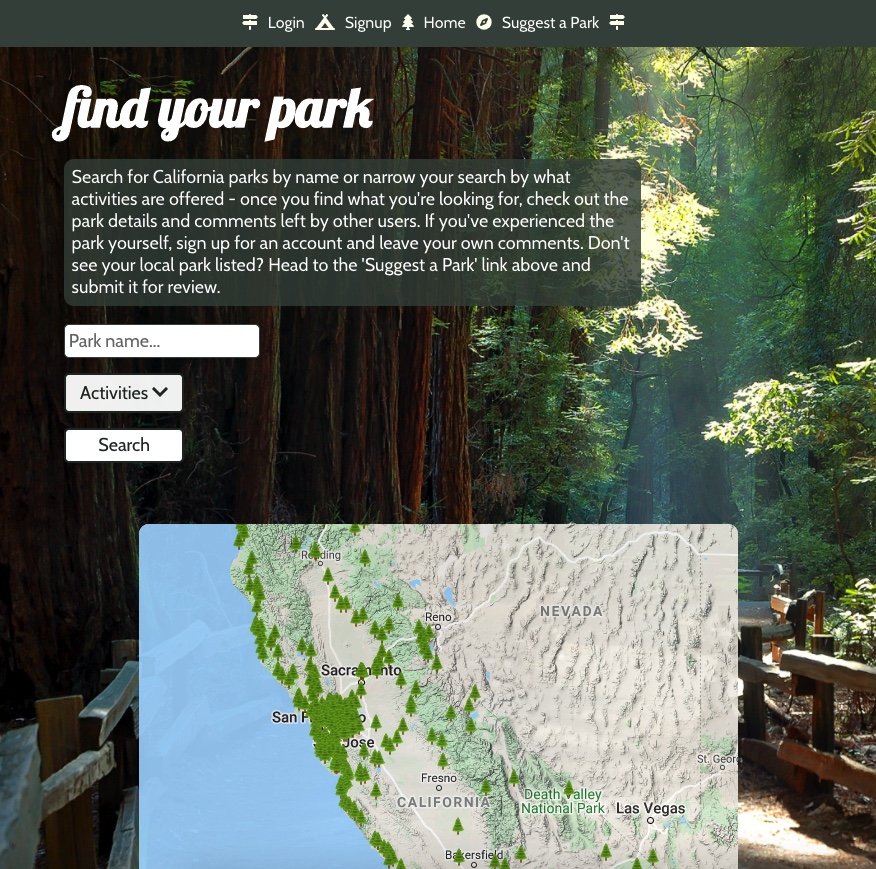 Login Signup Home Suggest a Park
find your park
Search for California parks by name or narrow your search by what
activities are offered - once you find what you're looking for, check out the
park details and comments left by other users. If you've experienced the
park yourself, sign up for an account and leave your own comments. Don't
see your local park listed? Head to the 'Suggest a Park' link above and
submit it for review.
Park name...
Activities
Search
Redding
NEVADA
Reno
Sacramento
San
Jose
St. Georg
Fresno
Death Valley
National Park
CALIFORNIA
Las Vegas
Bakersfield